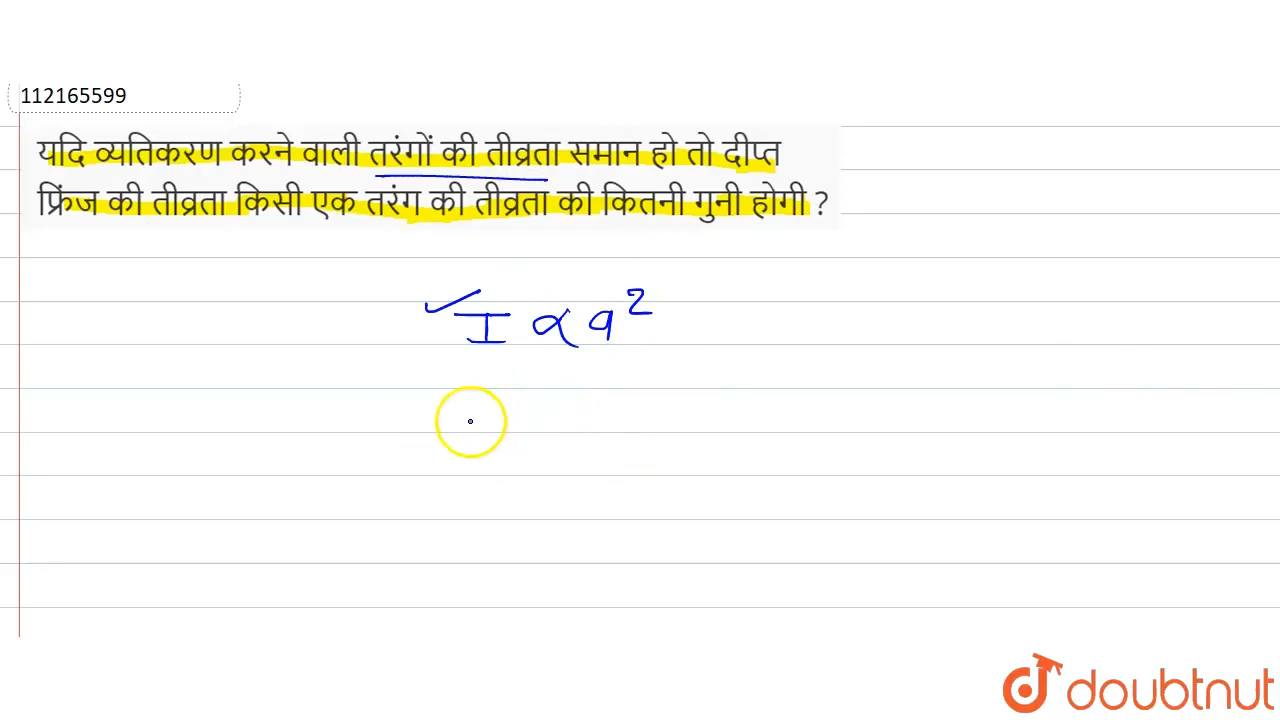 112165599
यदि व्यतिकरण करने वाली तरंगों की तीव्रता समान हो तो दीप्त
फ्रिंज की तीव्रता किसी एक तरंग की तीव्रता की कितनी गुनी होगी ?
I ∝ a²
doubtnut